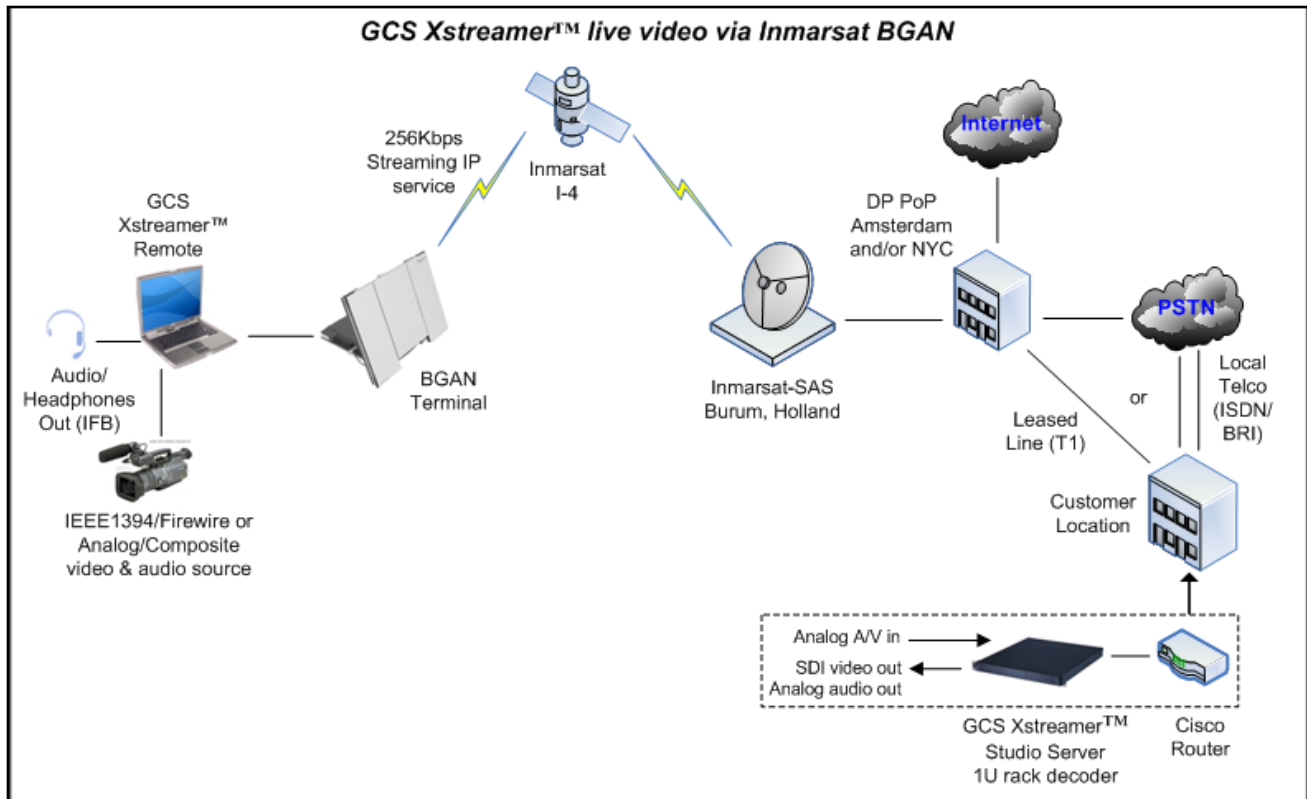 GCS Xstreamer™ live video via Inmarsat BGAN
256Kbps
Streaming IP
service
Inmarsat
I-4
Internet
GCS
Xstreamer™
Remote
DP PoP
Amsterdam
and/or NYC
PSTN
Audio/
Headphones
Out (IFB)
BGAN
Terminal
Inmarsat-SAS
Burum, Holland
Leased
Line (T1)
or
Local
Telco
(ISDN/
BRI)
IEEE1394/Firewire or
Analog/Composite
video & audio source
Customer
Location
Analog A/V in
SDI video out
Analog audio out
GCS Xstreamer™
Studio Server
1U rack decoder
Cisco
Router